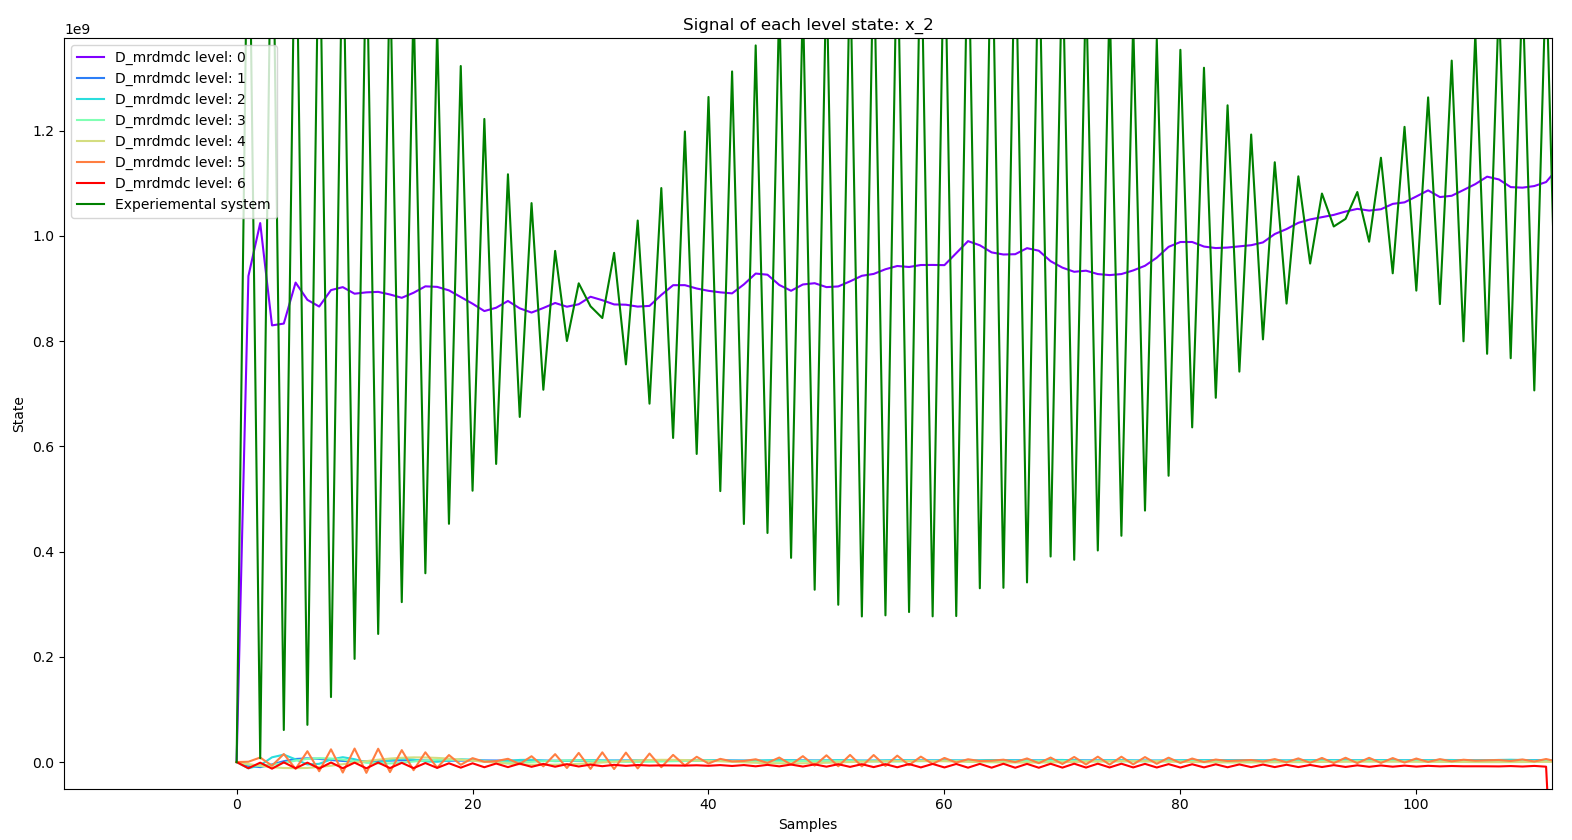 Signal of each level state: x_2
1e9
D_mrdmdc level: 0
D_mrdmdc level: 1
D_mrdmdc level: 2
D_mrdmdc level: 3
D_mrdmdc level: 4
D_mrdmdc level: 5
D_mrdmdc level: 6
Experiemental system
1.2
1.0
0.8
0.6
0.4
0.2
0.0
State
0
20
40
60
80
100
Samples